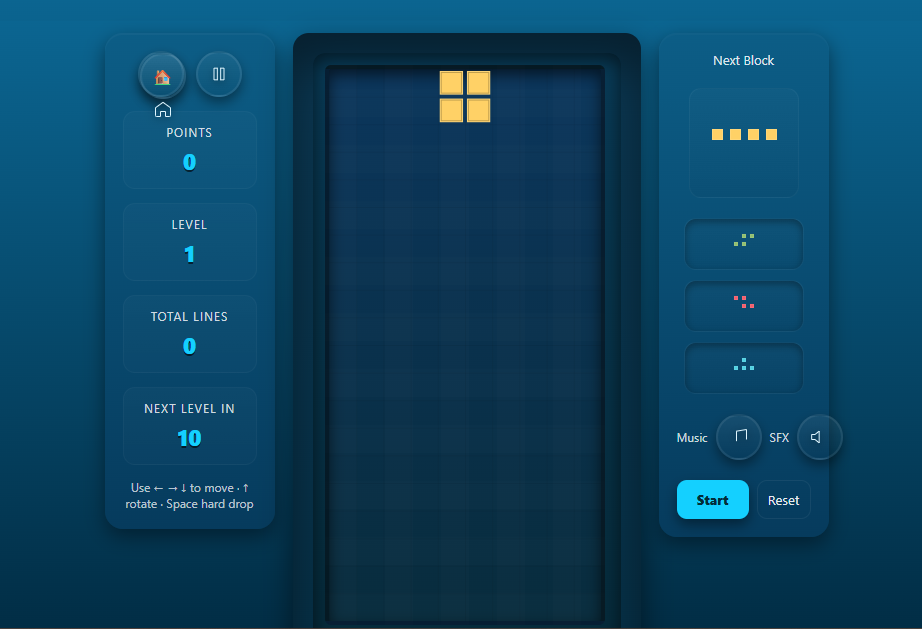 POINTS
0
LEVEL
1
TOTAL LINES
0
NEXT LEVEL IN
10
Use ← → ↓ to move · ↑
rotate · Space hard drop
Next Block
Music
SFX
Start
Reset